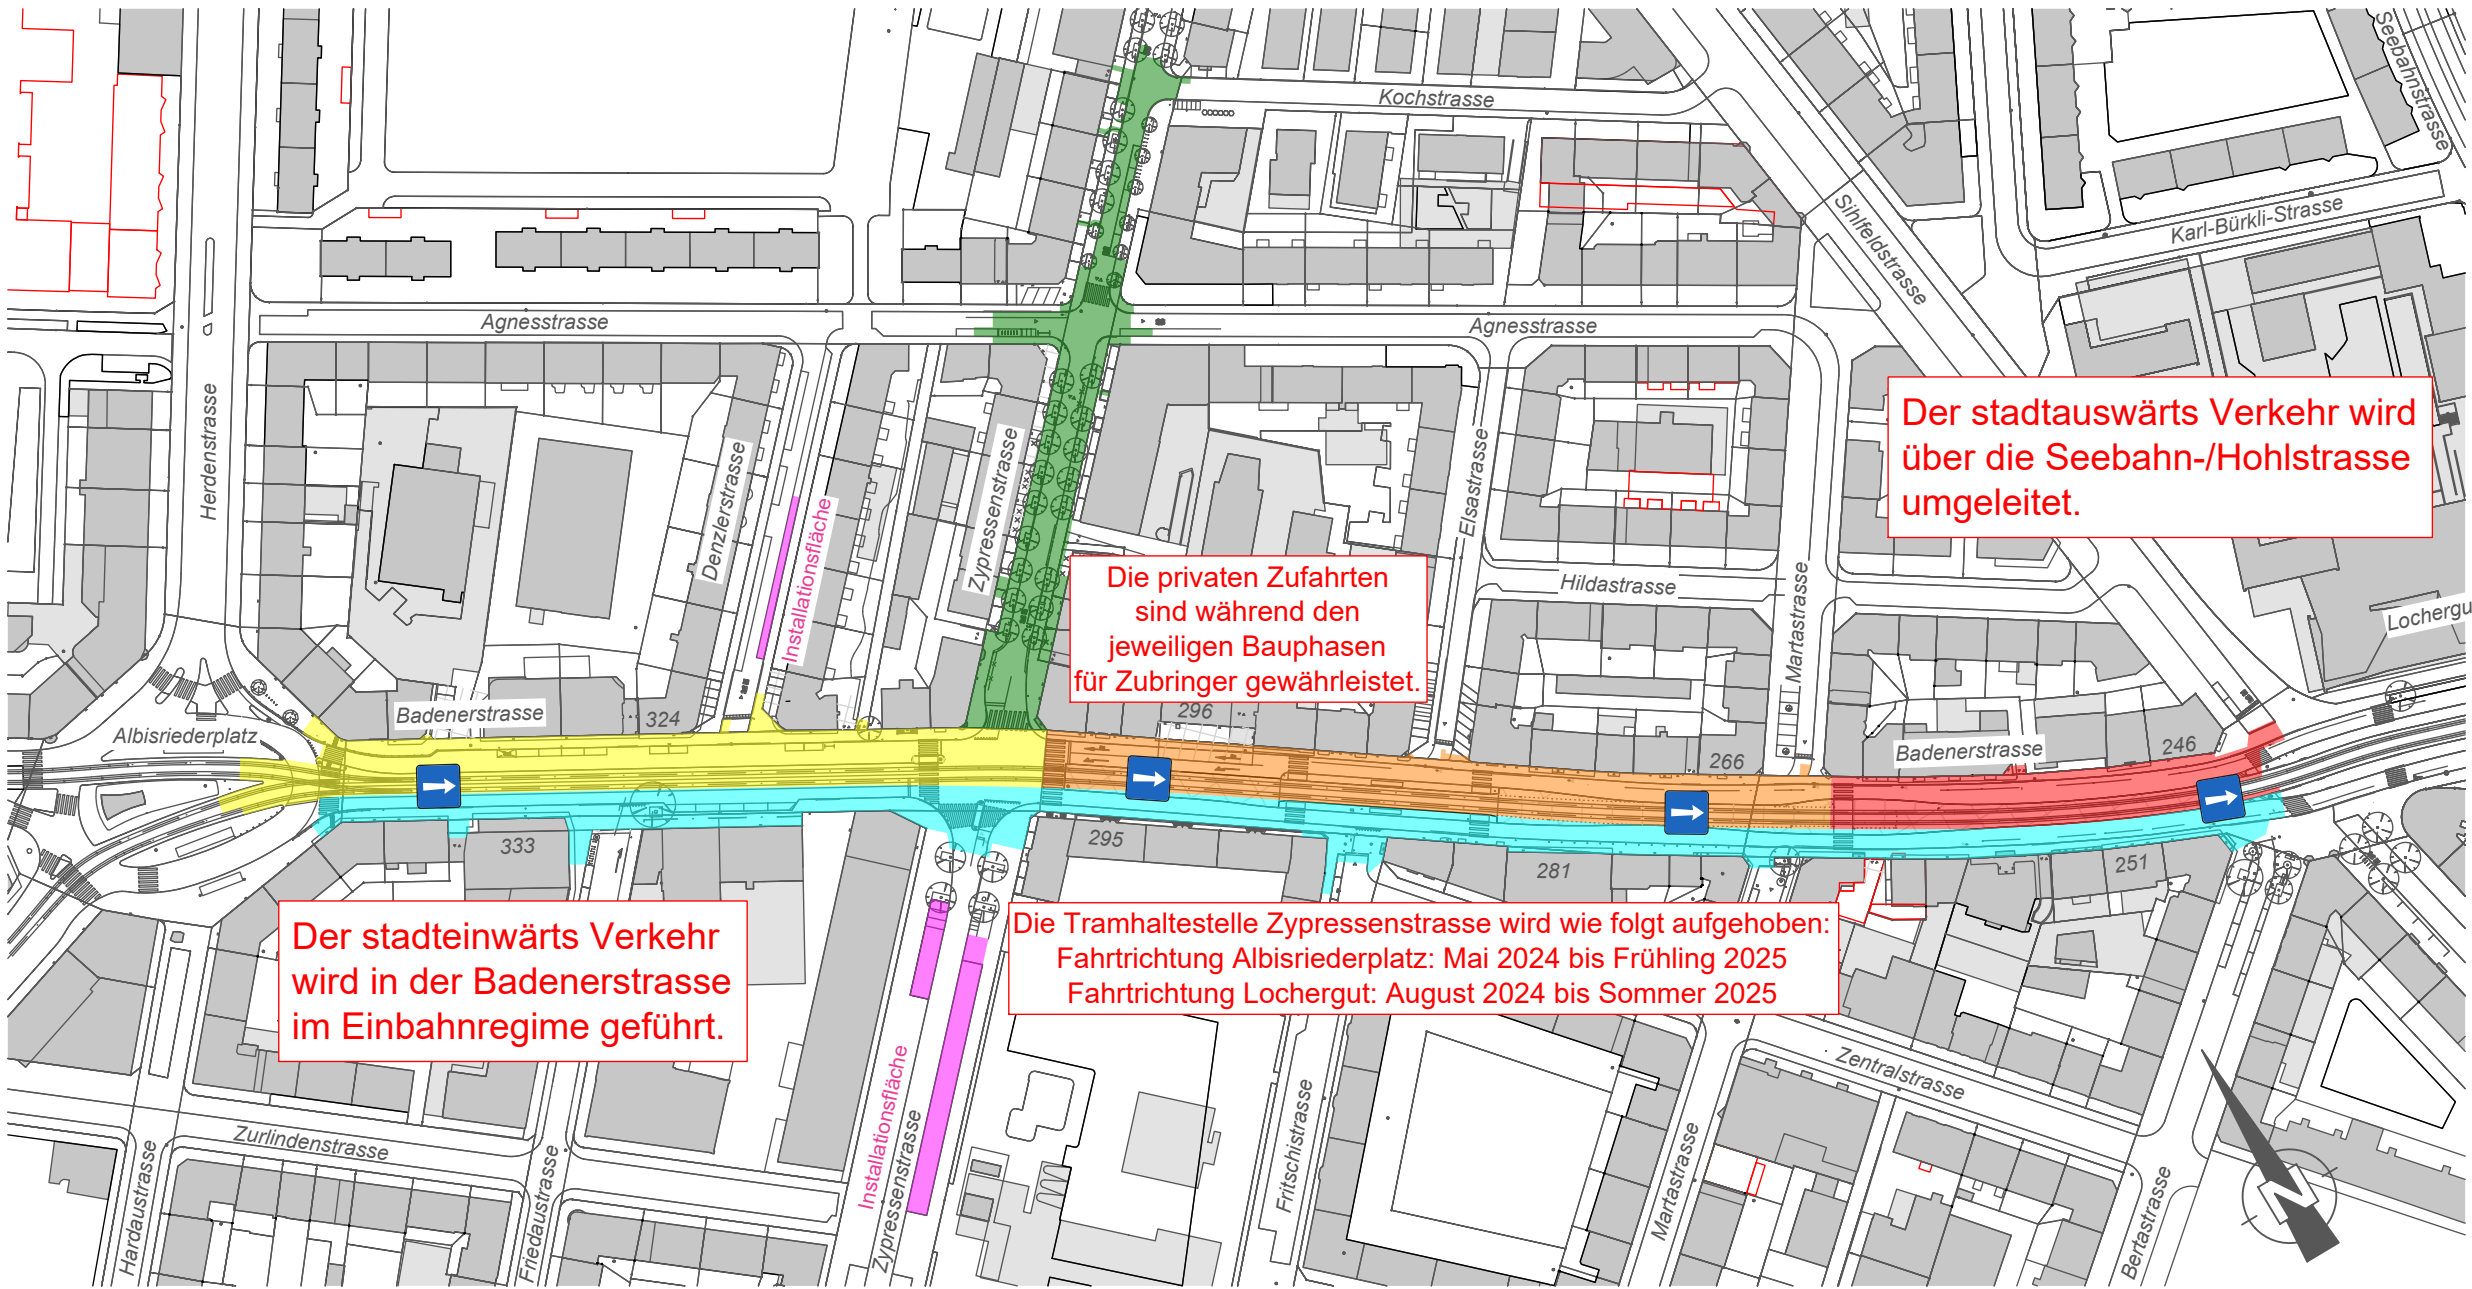 Seebahnstrasse
Kochstrasse
Sihlfeldstrasse
Karl-Bürkli-Strasse
Agnesstrasse
Agnesstrasse
Herdernstrasse
Denzlerstrasse
Installationsfläche
Zypressenstrasse
Elsastrasse
Der stadtauswärts Verkehr wird
über die Seebahn-/Hohlstrasse
umgeleitet.
Die privaten Zufahrten
sind während den
jeweiligen Bauphasen
für Zubringer gewährleistet.
Hildastrasse
Martastrasse
Lochergu
Badenerstrasse
324
296
Albisriederplatz
266
Badenerstrasse
246
333
295
281
251
Der stadteinwärts Verkehr
wird in der Badenerstrasse
im Einbahnregime geführt.
Die Tramhaltestelle Zypressenstrasse wird wie folgt aufgehoben:
Fahrtrichtung Albisriederplatz: Mai 2024 bis Frühling 2025
Fahrtrichtung Lochergut: August 2024 bis Sommer 2025
Zentralstrasse
Zurlindenstrasse
Hardaustrasse
Friedaustrasse
Installationsfläche
Zypressenstrasse
Fritschistrasse
Martastrasse
Bertastrasse
N